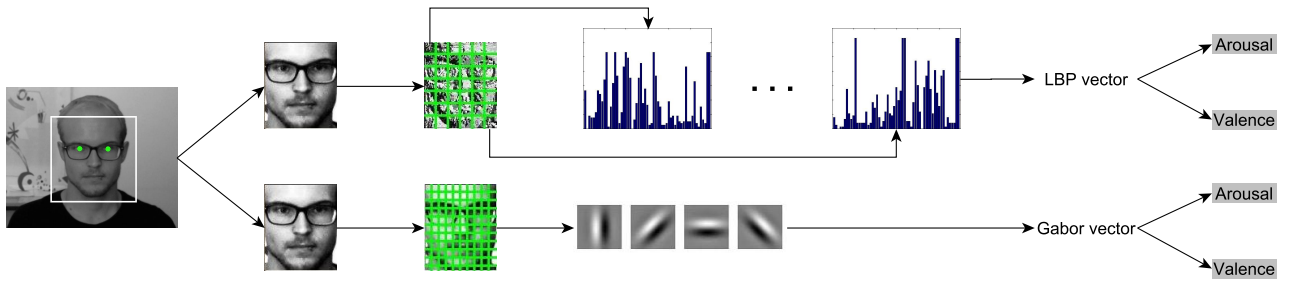 Arousal
LBP vector
Valence
Arousal
Gabor vector
Valence